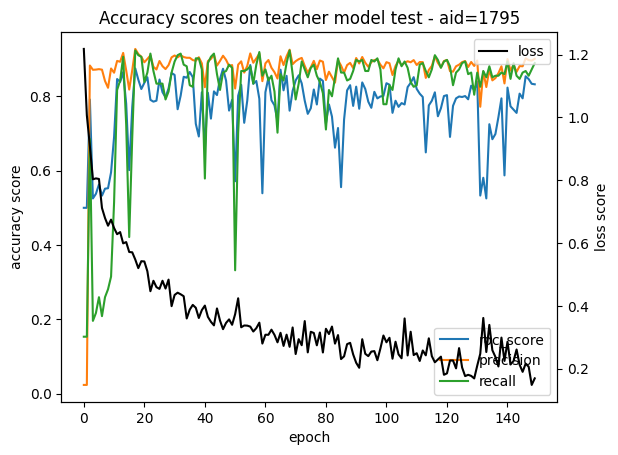 Accuracy scores on teacher model test - aid=1795
loss
accuracy score
loss score
0.0
0.2
0.4
0.6
0.8
0.2
0.4
0.6
0.8
1.0
1.2
roc_score
precision
recall
0 20 40 60 80 100 120 140
epoch